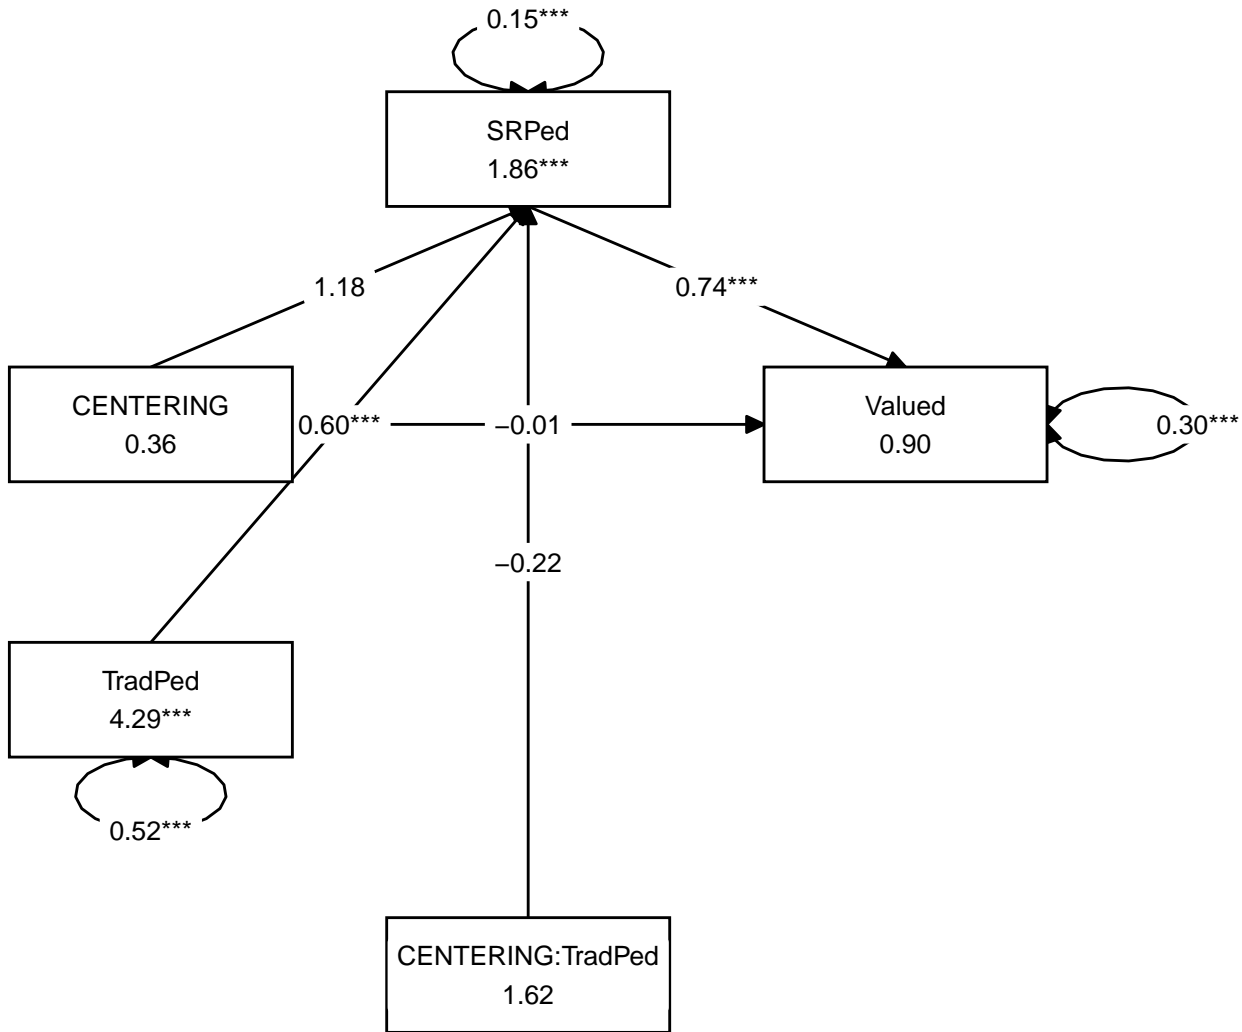 0.15***
SRPed
1.86***
1.18
0.74***
CENTERING
0.36
0.60***
−0.01
Valued
0.90
0.30***
−0.22
TradPed
4.29***
0.52***
CENTERING:TradPed
1.62